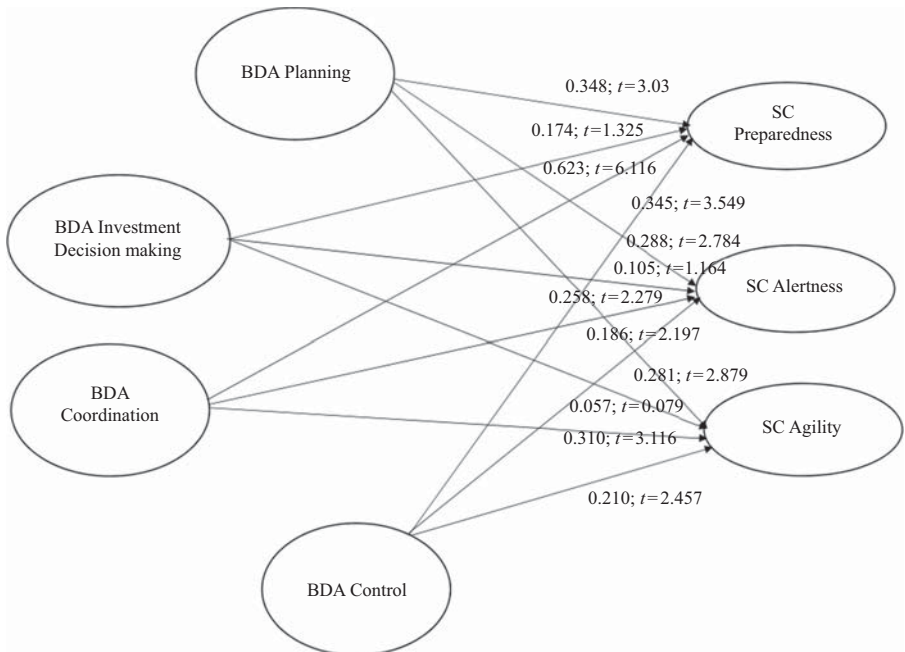 BDA Planning
0.348; t=3.03
SC
Preparedness
0.174; t=1.325
0.623; t=6.116
0.345; t=3.549
BDA Investment
Decision making
0.288; t=2.784
0.105; t=1.164
SC Alertness
0.258; t=2.279
0.186; t=2.197
BDA
Coordination
0.281; t=2.879
0.057; t=0.079
SC Agility
0.310; t=3.116
0.210; t=2.457
BDA Control